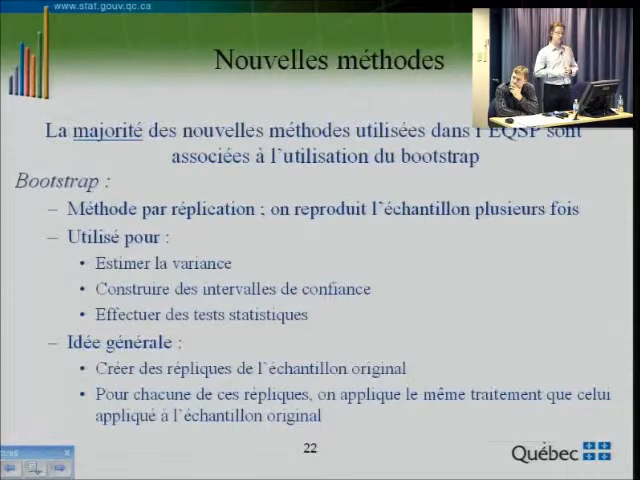 www.stat.gouv.qc.ca
Nouvelles méthodes
La majorité des nouvelles méthodes utilisées dans l'EQSP sont
associées à l'utilisation du bootstrap
Bootstrap :
– Méthode par réplication ; on reproduit l'échantillon plusieurs fois
– Utilisé pour :
• Estimer la variance
• Construire des intervalles de confiance
• Effectuer des tests statistiques
– Idée générale :
• Créer des répliques de l'échantillon original
• Pour chacune de ces répliques, on applique le même traitement que celui
appliqué à l'échantillon original
22
Québec